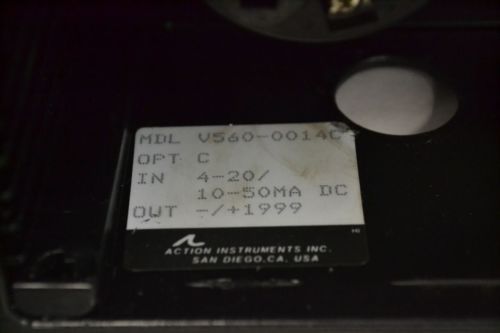 MDL V560-0014C
OPT C
IN 4-20/
10-50MA DC
OUT -/+1999
ACTION INSTRUMENTS INC.
SAN DIEGO, CA. USA